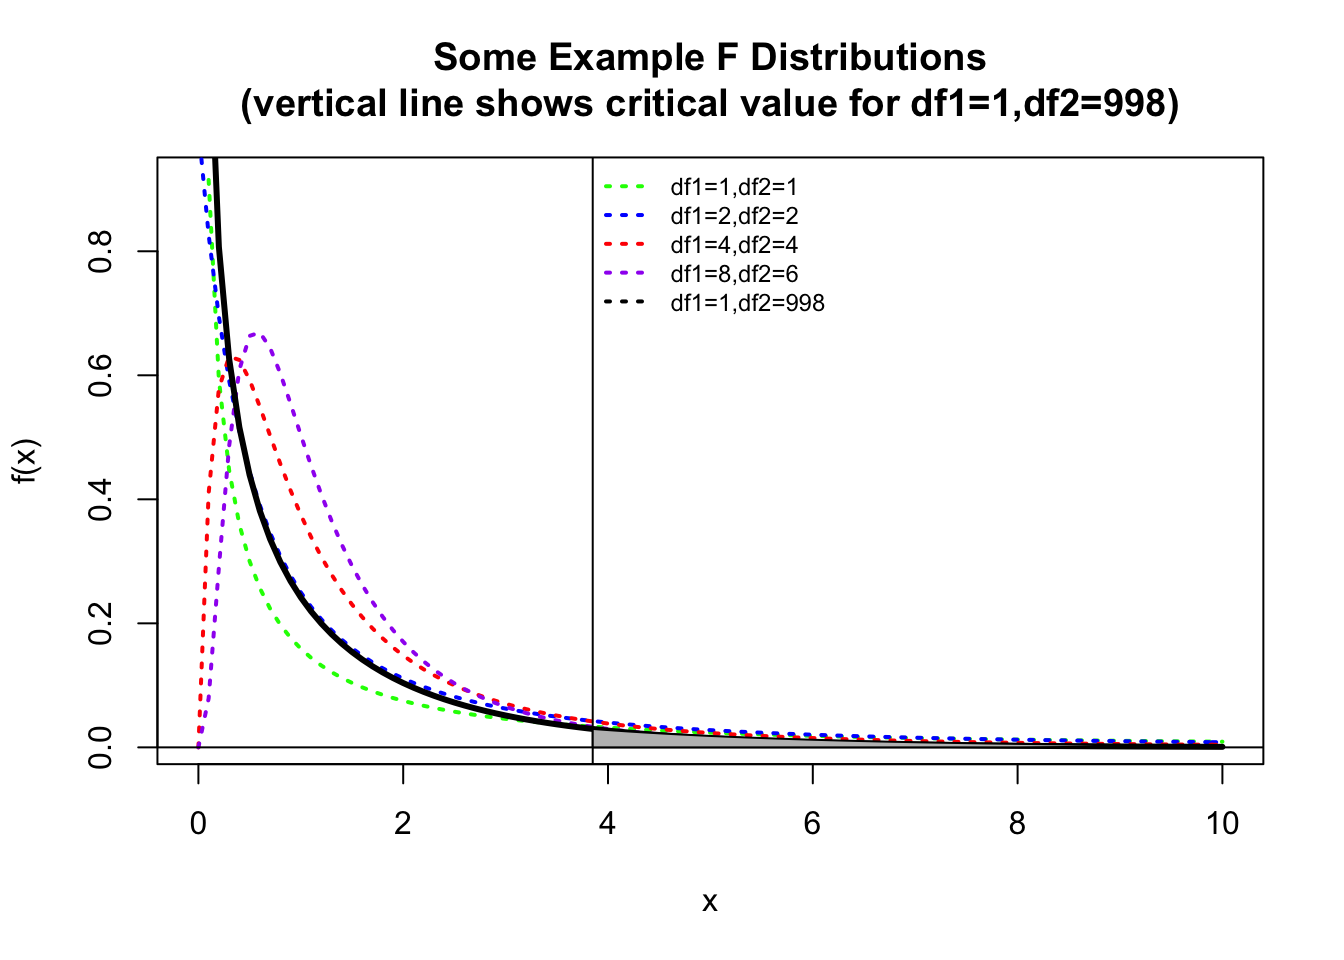 Some Example F Distributions
(vertical line shows critical value for df1=1,df2=998)
df1=1,df2=1
df1=2,df2=2
df1=4,df2=4
df1=8,df2=6
df1=1,df2=998
f(x)
0.8
0.6
0.4
0.2
0.0
0 2 4 6 8 10
x